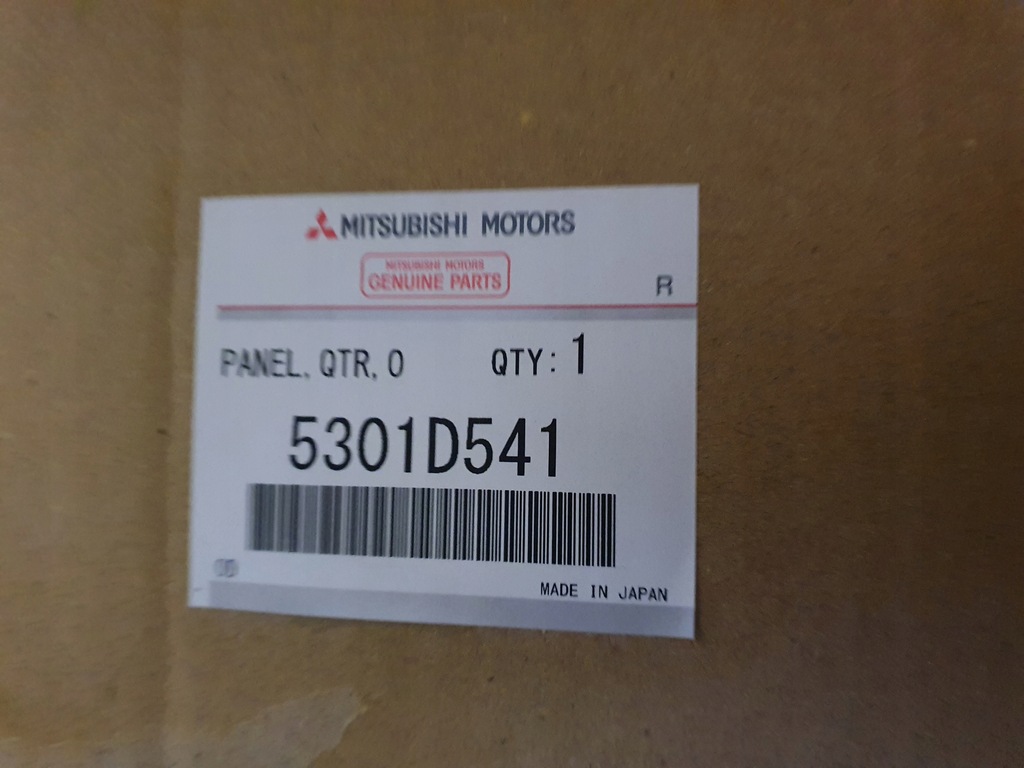 MITSUBISHI MOTORS
MITSUBISHI MOTORS
GENUINE PARTS
R
PANEL, QTR, O QTY: 1
5301D541
MADE IN JAPAN